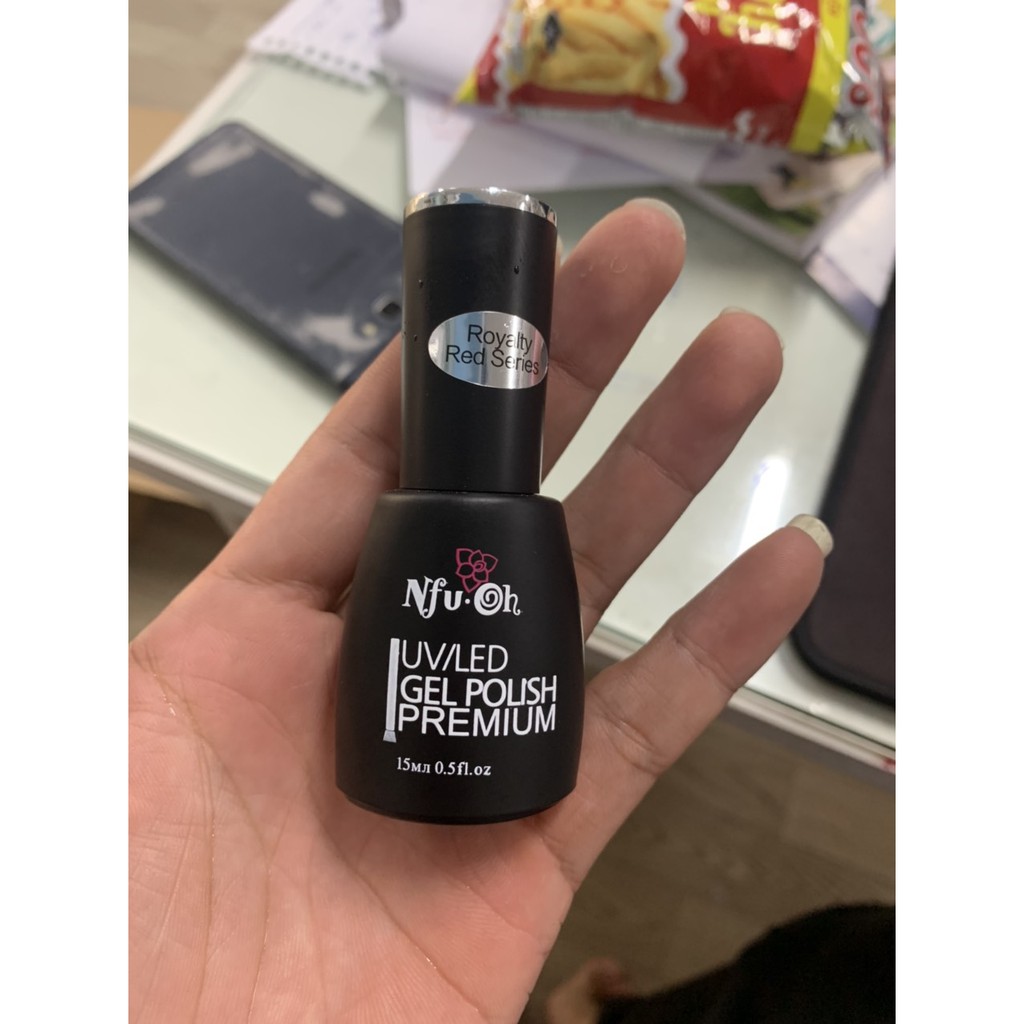 Royalty
Red Series
Nfu·Oh
UV/LED
GEL POLISH
PREMIUM
15мл 0.5fl.oz